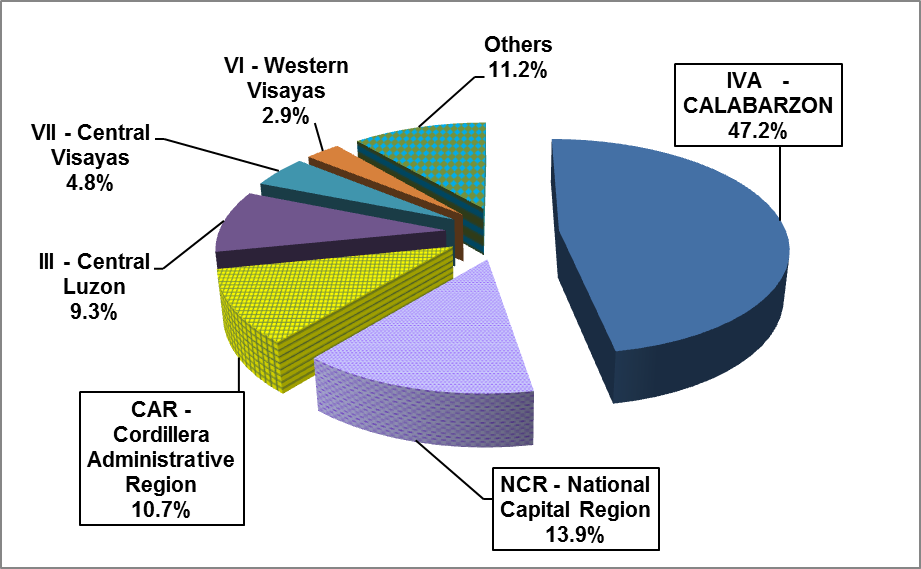 Others
11.2%
VI - Western
Visayas
2.9%
IVA - 
CALABARZON
47.2%
VII - Central
Visayas
4.8%
III - Central
Luzon
9.3%
CAR -
Cordillera
Administrative
Region
10.7%
NCR - National
Capital Region
13.9%